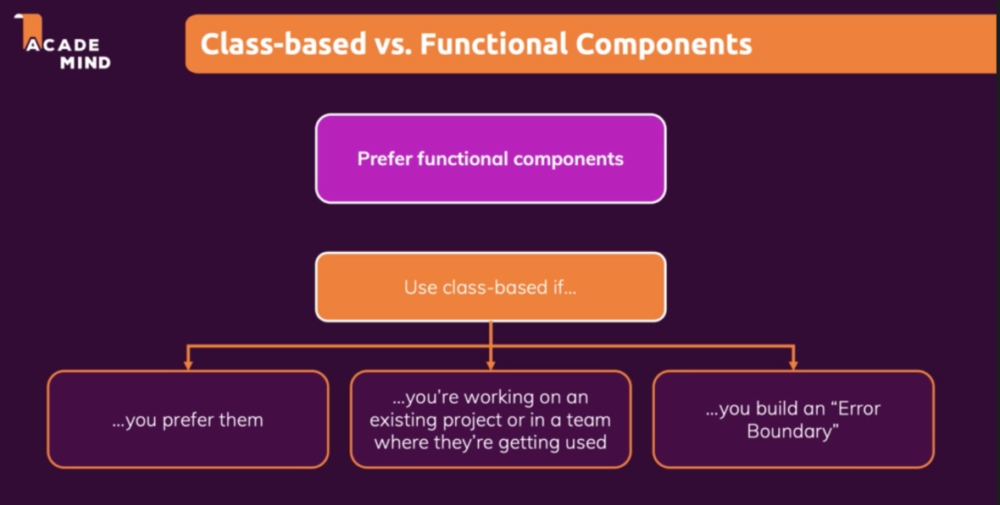 ACADE
MIND
Class-based vs. Functional Components
Prefer functional components
Use class-based if...
...you prefer them
...you're working on an
existing project or in a team
where they're getting used
...you build an “Error
Boundary”